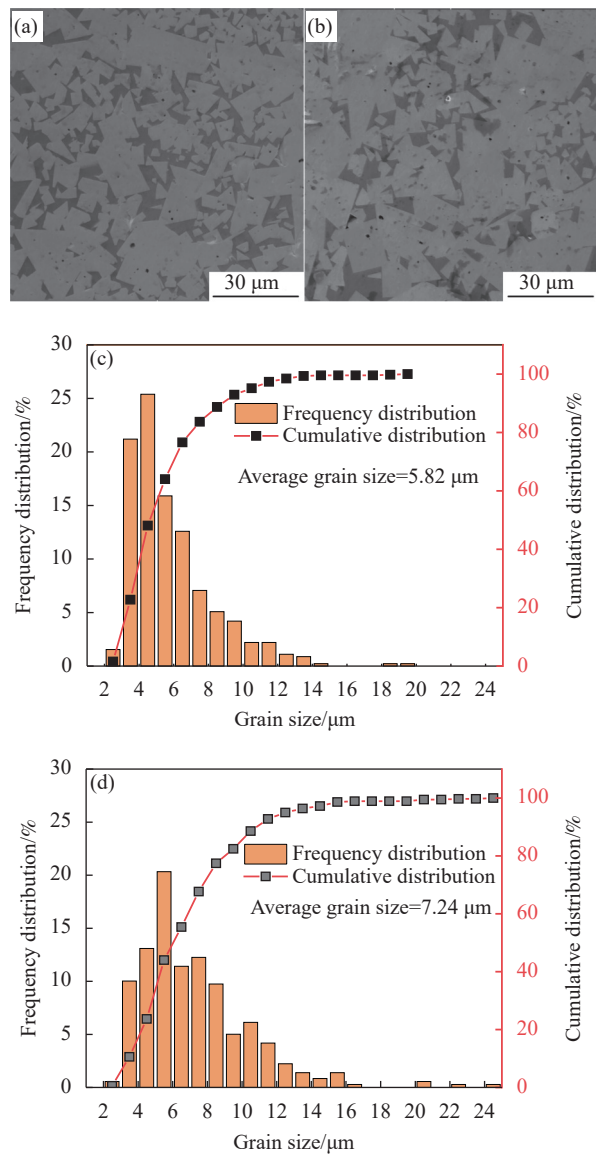 (a)
(b)
30 μm
30 μm
(c)
30
25
20
15
10
5
0
Frequency distribution/%
100
80
60
40
20
0
Cumulative distribution/%
Frequency distribution
Cumulative distribution
Average grain size=5.82 μm
2 4 6 8 10 12 14 16 18 20 22 24
Grain size/μm
(d)
30
25
20
15
10
5
0
Frequency distribution/%
100
80
60
40
20
0
Cumulative distribution/%
Frequency distribution
Cumulative distribution
Average grain size=7.24 μm
2 4 6 8 10 12 14 16 18 20 22 24
Grain size/μm